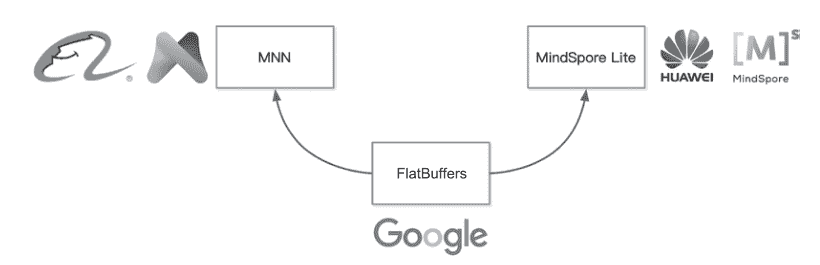 MNN
MindSpore Lite
HUAWEI
[M]ˢ
MindSpore
FlatBuffers
Google